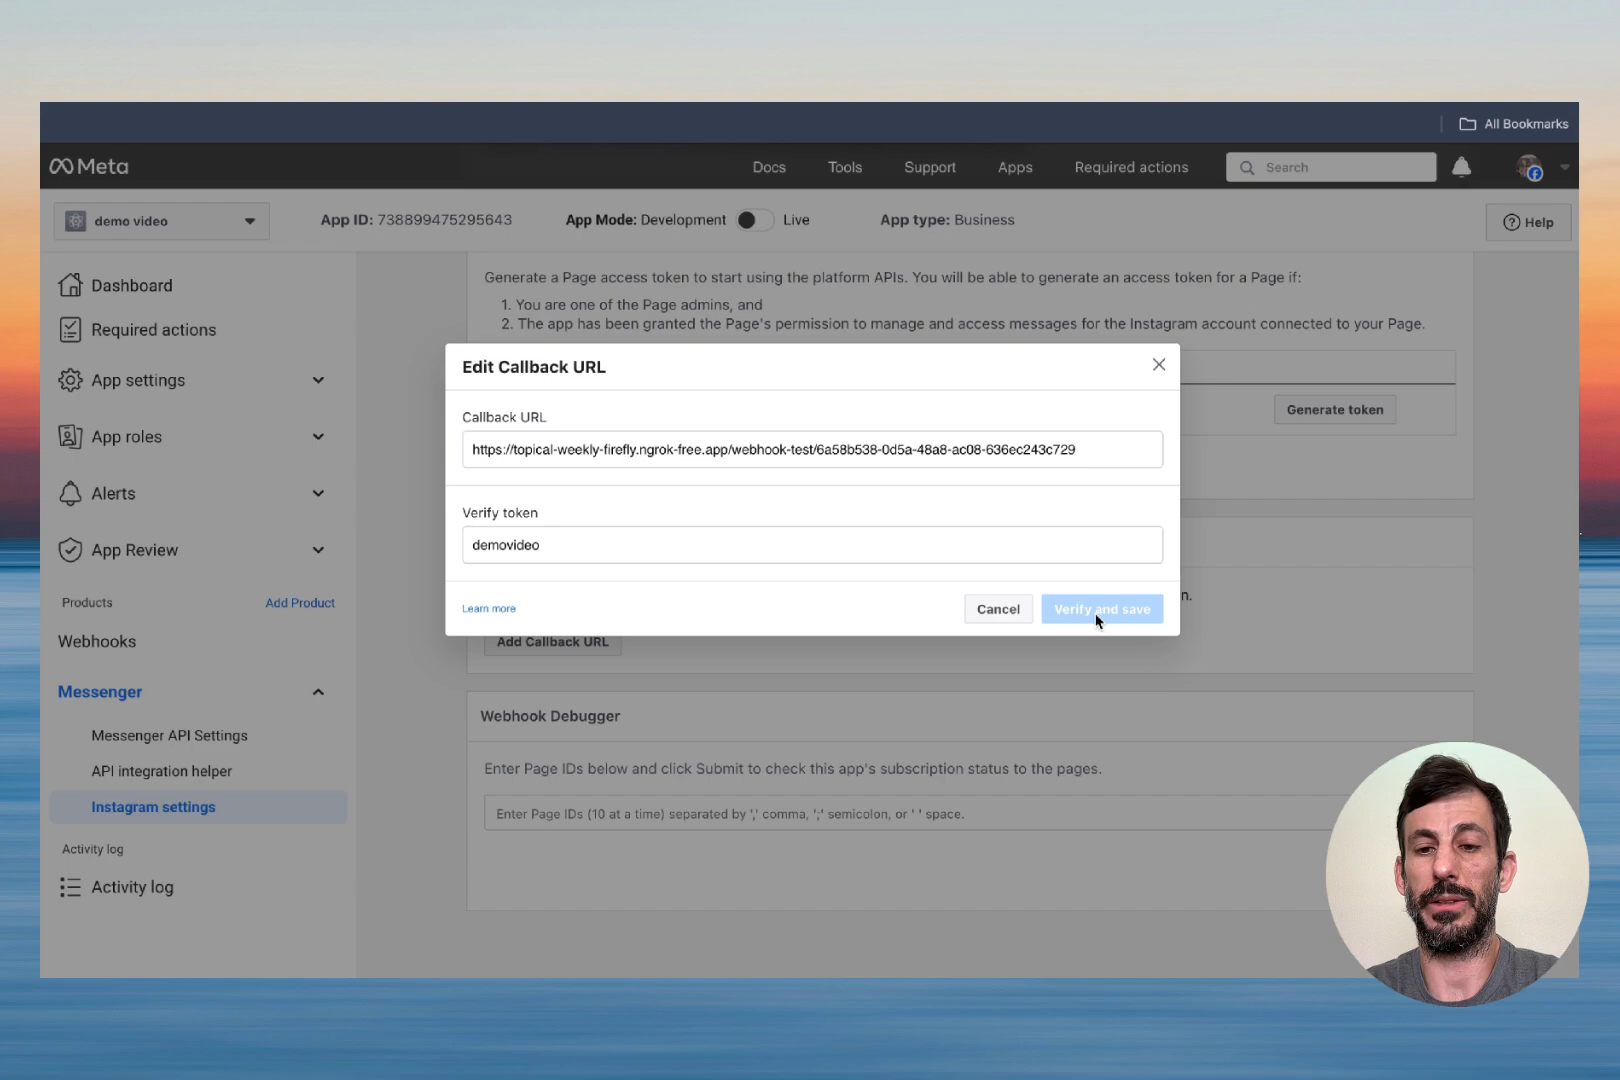 All Bookmarks
Meta
Docs
Tools
Support
Apps
Required actions
Search
demo video
App ID: 738899475295643
App Mode: Development
Live
App type: Business
Help
Dashboard
Required actions
App settings
App roles
Alerts
App Review
Products
Add Product
Webhooks
Messenger
Messenger API Settings
API integration helper
Instagram settings
Activity log
Activity log
Generate a Page access token to start using the platform APIs. You will be able to generate an access token for a Page if:
1. You are one of the Page admins, and
2. The app has been granted the Page's permission to manage and access messages for the Instagram account connected to your Page.
Generate token
Edit Callback URL
Callback URL
https://topical-weekly-firefly.ngrok-free.app/webhook-test/6a58b538-0d5a-48a8-ac08-636ec243c729
Verify token
demovideo
Learn more
Cancel
Verify and save
n.
Add Callback URL
Webhook Debugger
Enter Page IDs below and click Submit to check this app's subscription status to the pages.
Enter Page IDs (10 at a time) separated by ',' comma, ';' semicolon, or ' ' space.